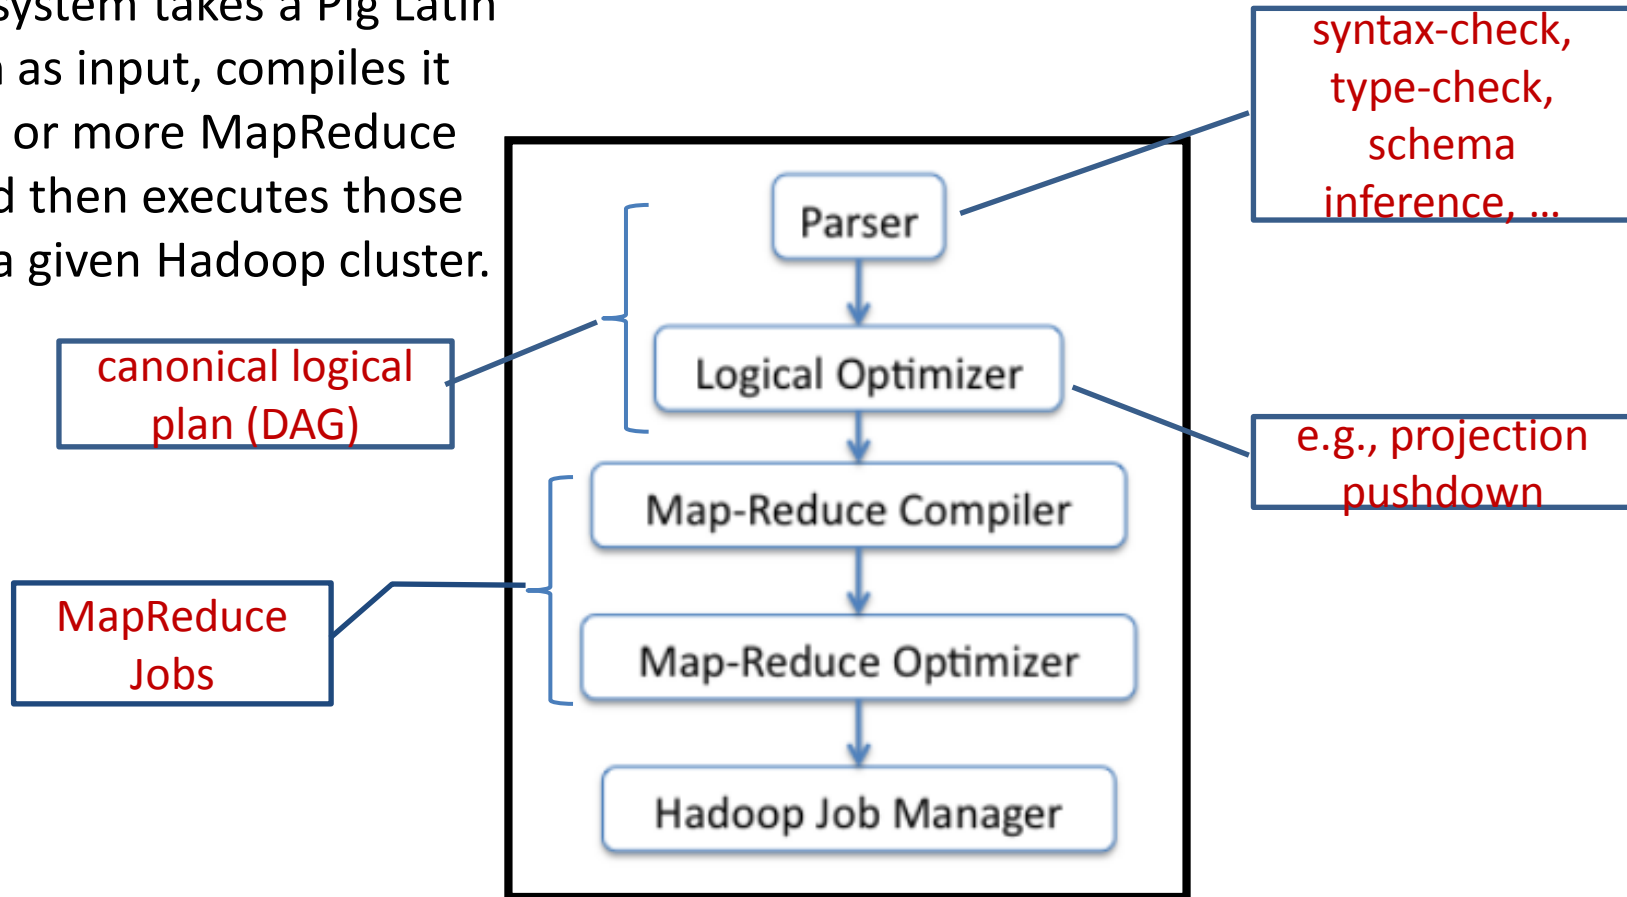 system takes a Pig Latin
as input, compiles it
or more MapReduce
d then executes those
a given Hadoop cluster.
syntax-check,
type-check,
schema
inference, ...
Parser
canonical logical
plan (DAG)
Logical Optimizer
e.g., projection
pushdown
Map-Reduce Compiler
MapReduce
Jobs
Map-Reduce Optimizer
Hadoop Job Manager